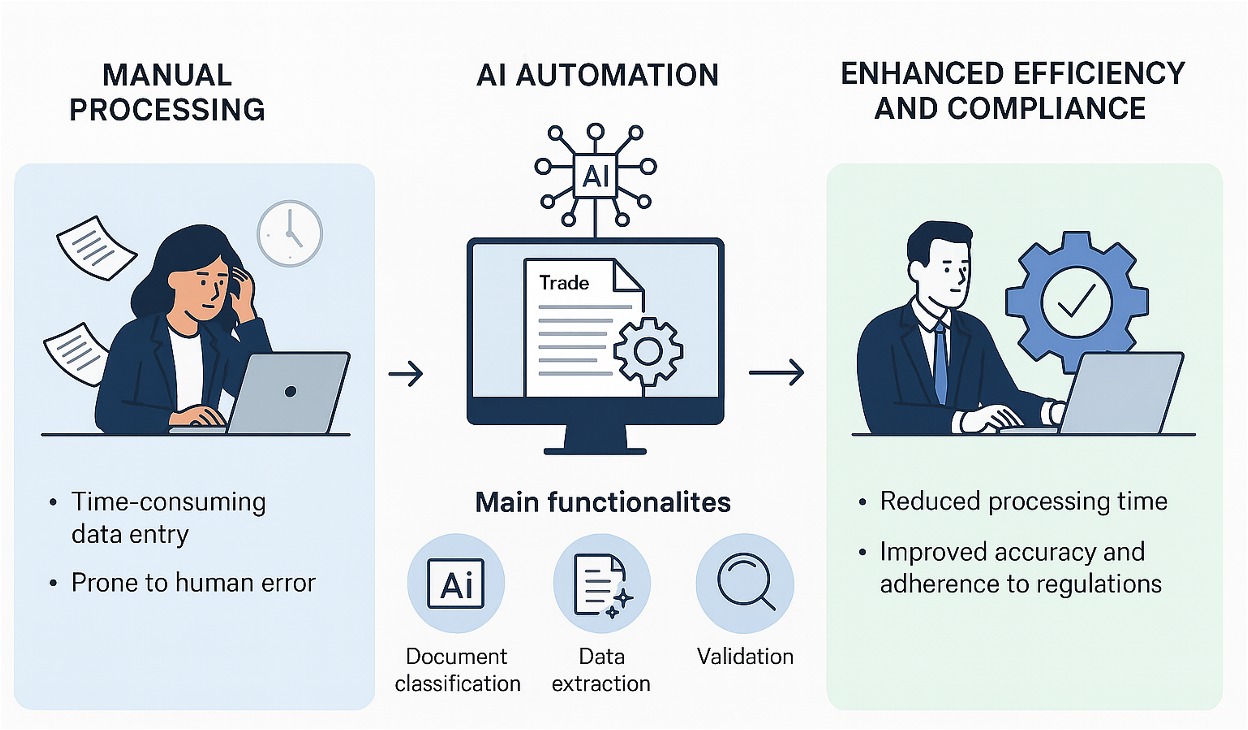 MANUAL
PROCESSING
AI AUTOMATION
ENHANCED EFFICIENCY
AND COMPLIANCE
AI
Trade
• Time-consuming
data entry
• Prone to human error
Main functionalites
Ai
Document
classification
Data
extraction
Validation
• Reduced processing time
• Improved accuracy and
adherence to regulations